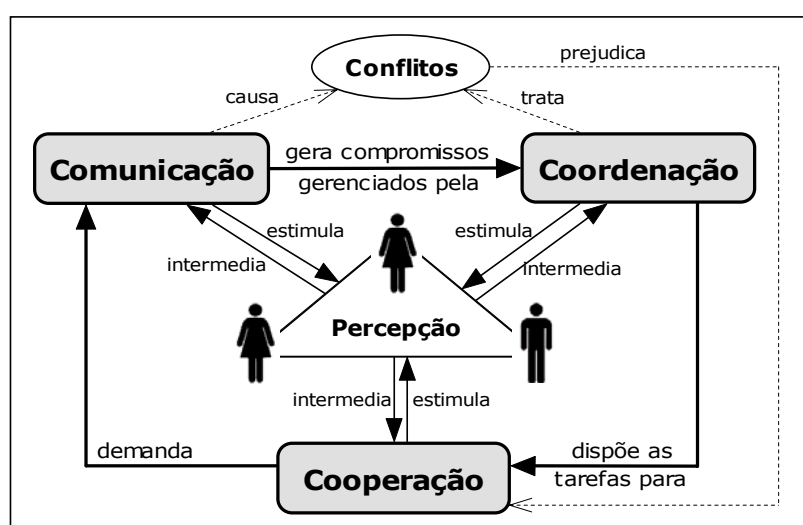 Conflitos
prejudica
causa
trata
Comunicação
gera compromissos
gerenciados pela
Coordenação
estimula
intermedia
estimula
intermedia
Percepção
intermedia
estimula
demanda
Cooperação
dispõe as
tarefas para